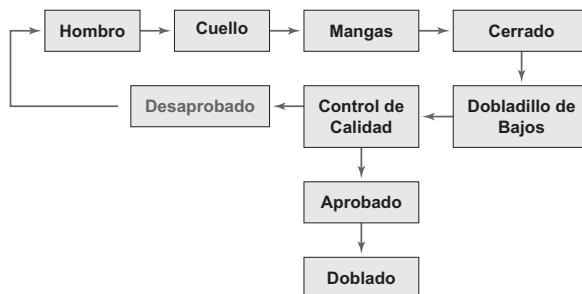 Hombro
Cuello
Mangas
Cerrado
Desaprobado
Control de
Calidad
Dobladillo de
Bajos
Aprobado
Doblado